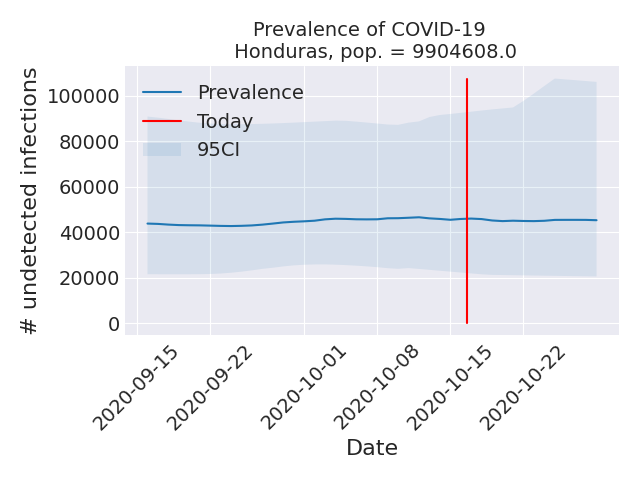 Prevalence of COVID-19
Honduras, pop. = 9904608.0
# undetected infections
100000
80000
60000
40000
20000
0
Prevalence
Today
95CI
2020-09-15
2020-09-22
2020-10-01
2020-10-08
2020-10-15
2020-10-22
Date